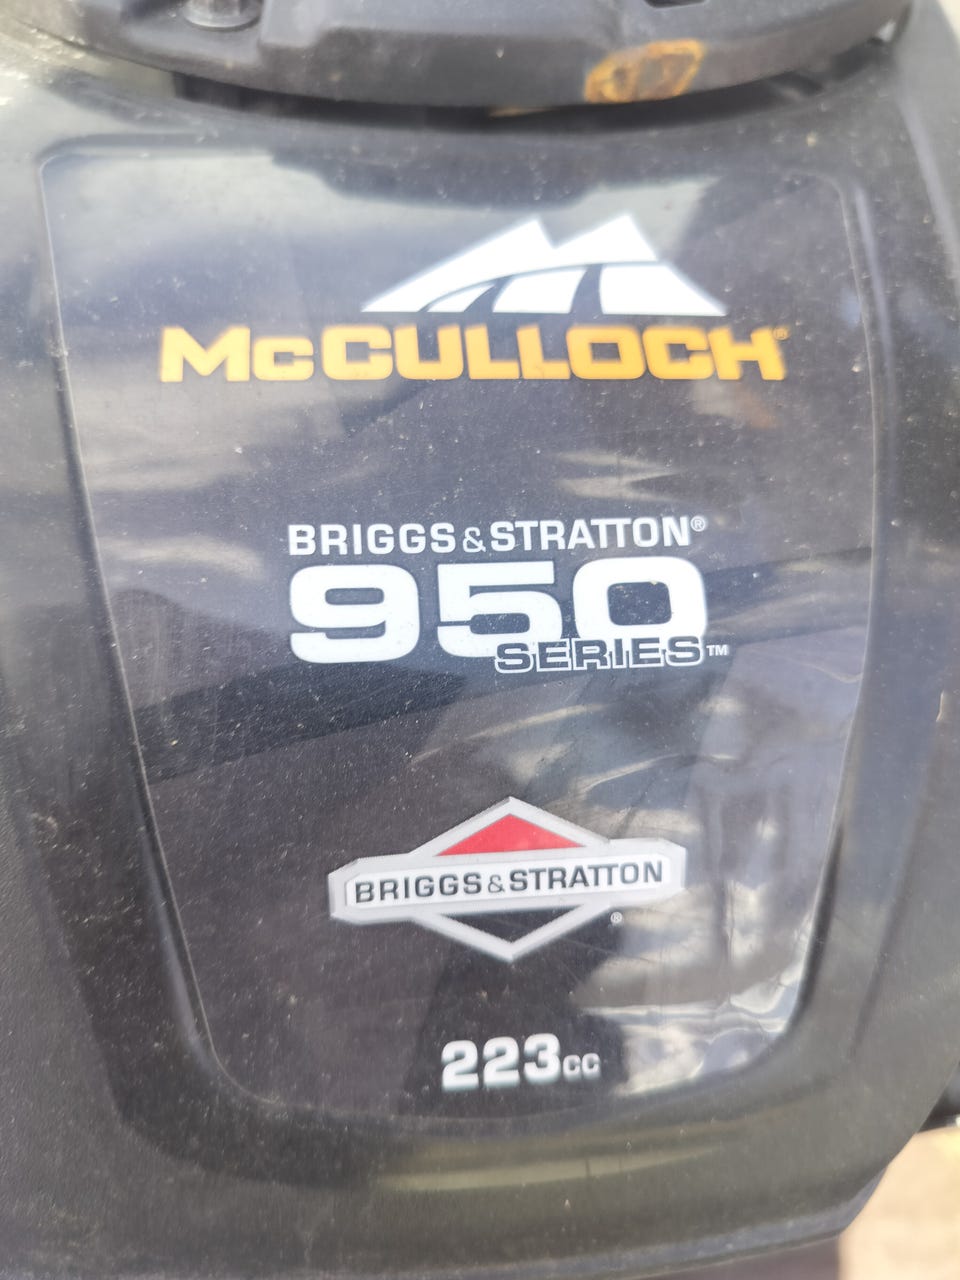 McCULLOCH®
BRIGGS & STRATTON®
950
SERIES™
BRIGGS & STRATTON
®
223cc